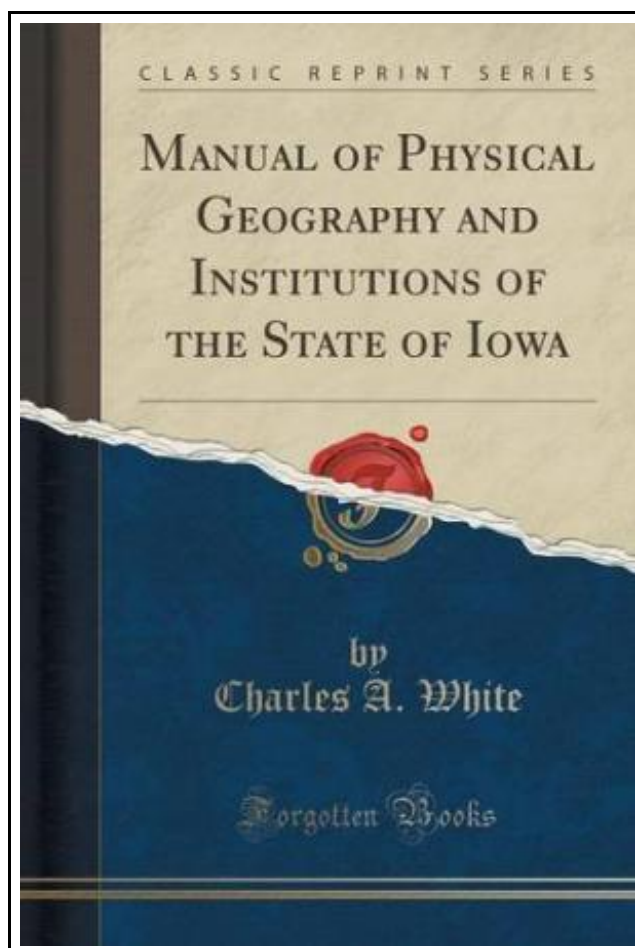 CLASSIC REPRINT SERIES
MANUAL OF PHYSICAL
GEOGRAPHY AND
INSTITUTIONS OF
THE STATE OF IOWA
F
by
Charles A. White
Forgotten Books